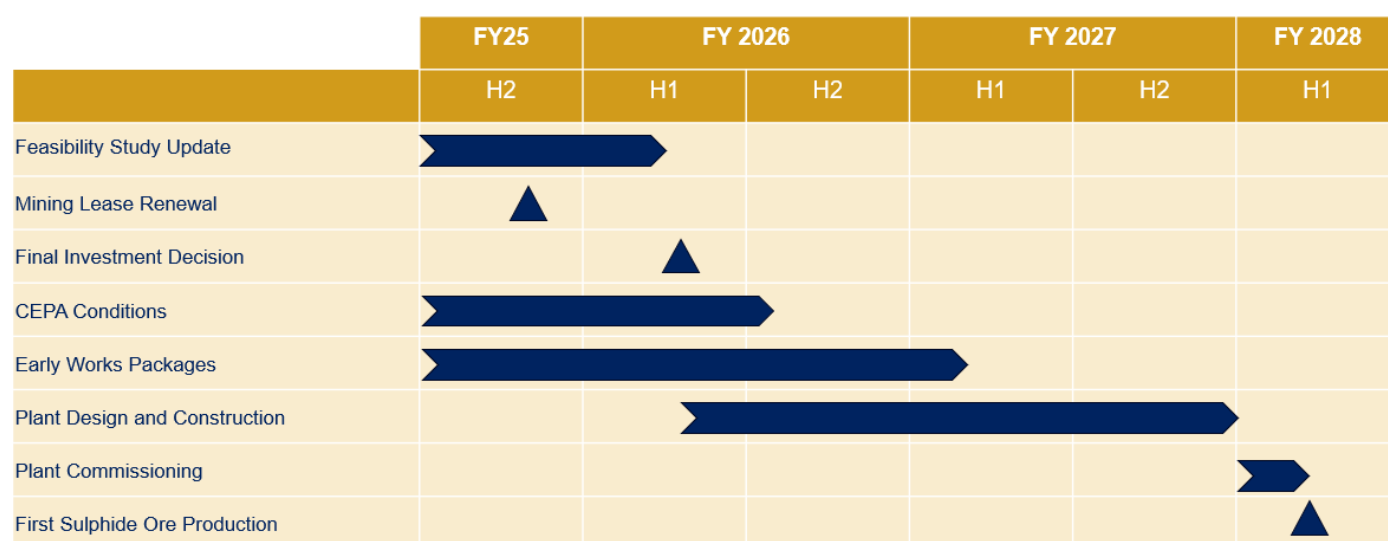 FY25 FY 2026 FY 2027 FY 2028
H2 H1 H2 H1 H2 H1
Feasibility Study Update
Mining Lease Renewal
Final Investment Decision
CEPA Conditions
Early Works Packages
Plant Design and Construction
Plant Commissioning
First Sulphide Ore Production